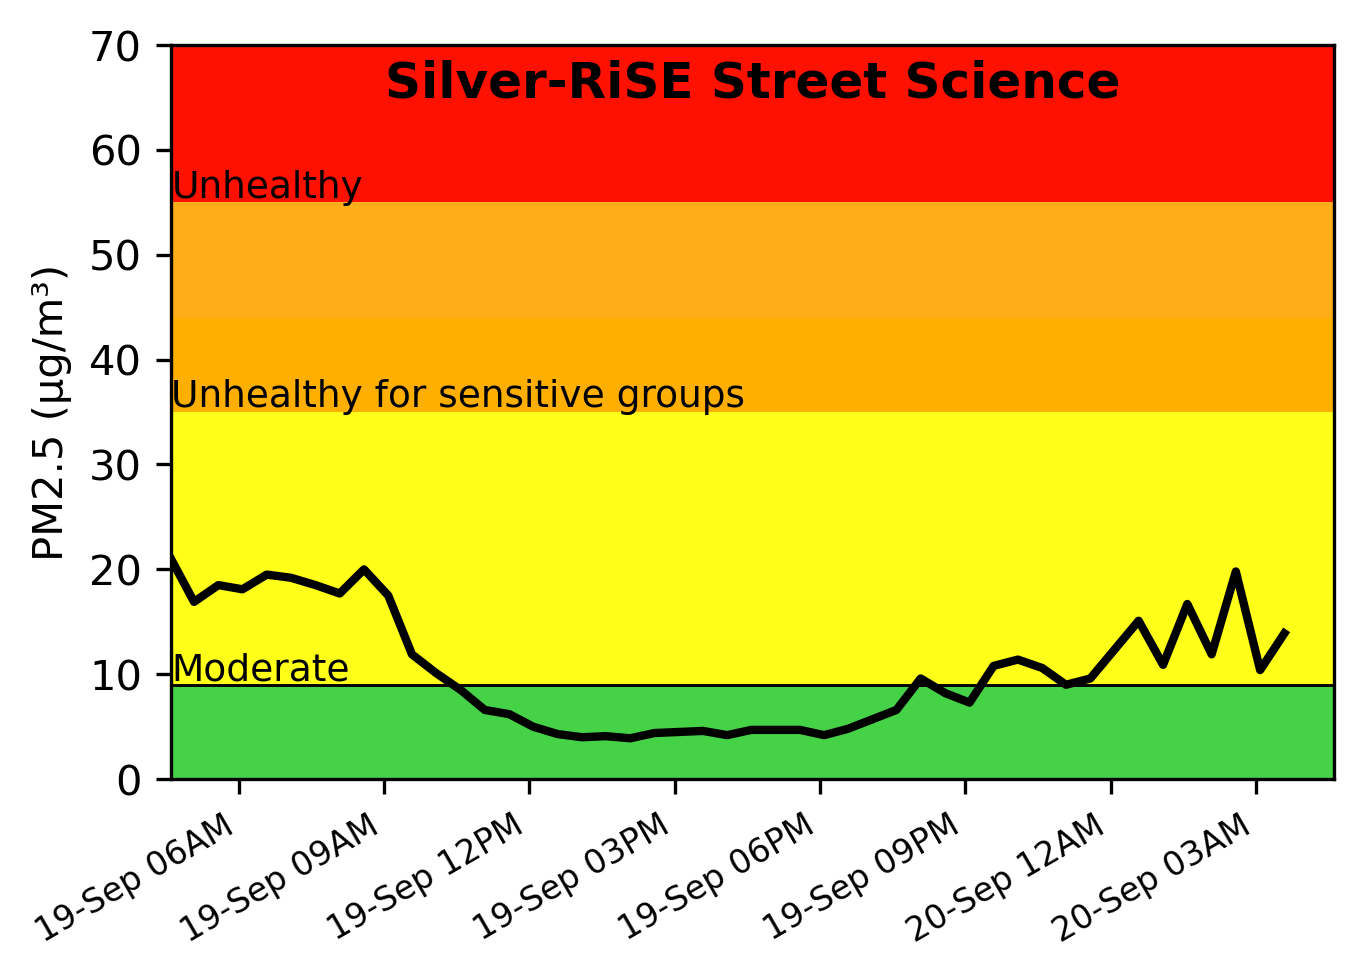 Silver-RiSE Street Science
70
60
Unhealthy
50
40
Unhealthy for sensitive groups
30
20
10
Moderate
0
PM2.5 (µg/m³)
19-Sep 06AM
19-Sep 09AM
19-Sep 12PM
19-Sep 03PM
19-Sep 06PM
19-Sep 09PM
20-Sep 12AM
20-Sep 03AM